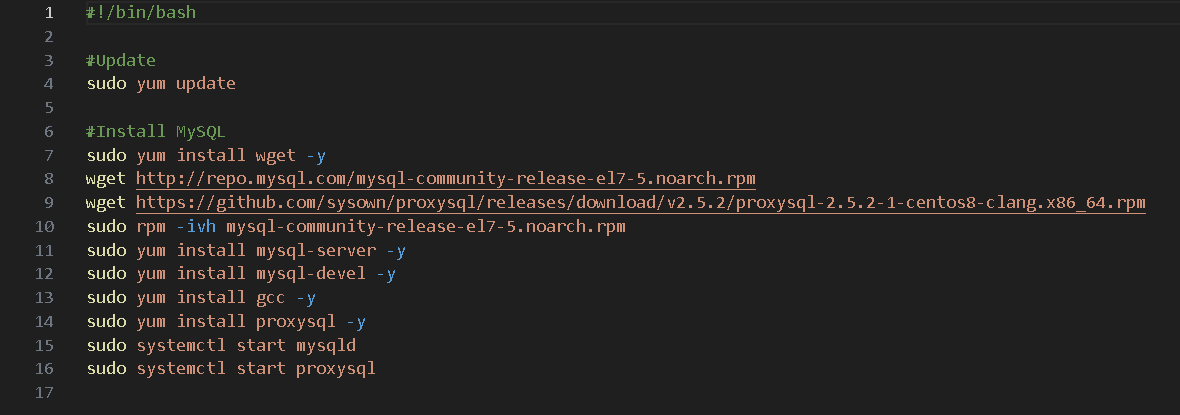 1 #!/bin/bash
2
3 #Update
4 sudo yum update
5
6 #Install MySQL
7 sudo yum install wget -y
8 wget http://repo.mysql.com/mysql-community-release-el7-5.noarch.rpm
9 wget https://github.com/sysown/proxysql/releases/download/v2.5.2/proxysql-2.5.2-1-centos8-clang.x86_64.rpm
10 sudo rpm -ivh mysql-community-release-el7-5.noarch.rpm
11 sudo yum install mysql-server -y
12 sudo yum install mysql-devel -y
13 sudo yum install gcc -y
14 sudo yum install proxysql -y
15 sudo systemctl start mysqld
16 sudo systemctl start proxysql
17